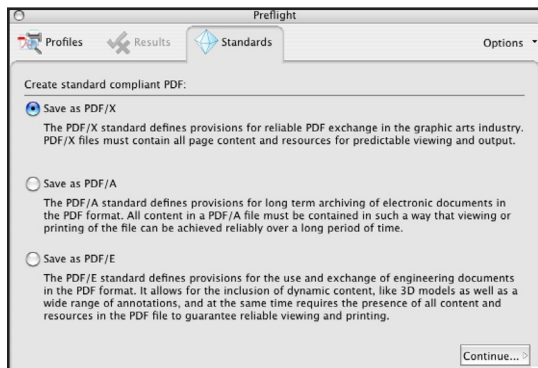 Preflight
Profiles Results Standards Options
Create standard compliant PDF:
Save as PDF/X
The PDF/X standard defines provisions for reliable PDF exchange in the graphic arts industry.
PDF/X files must contain all page content and resources for predictable viewing and output.
Save as PDF/A
The PDF/A standard defines provisions for long term archiving of electronic documents in
the PDF format. All content in a PDF/A file must be contained in such a way that viewing or
printing of the file can be achieved reliably over a long period of time.
Save as PDF/E
The PDF/E standard defines provisions for the use and exchange of engineering documents
in the PDF format. It allows for the inclusion of dynamic content, like 3D models as well as a
wide range of annotations, and at the same time requires the presence of all content and
resources in the PDF file to guarantee reliable viewing and printing.
Continue...